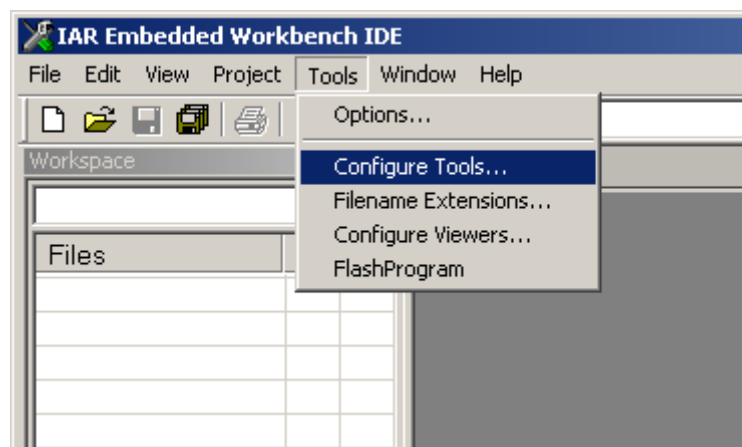 IAR Embedded Workbench IDE
File Edit View Project Tools Window Help
Options...
Workspace
Configure Tools...
Filename Extensions...
Configure Viewers...
Files
FlashProgram